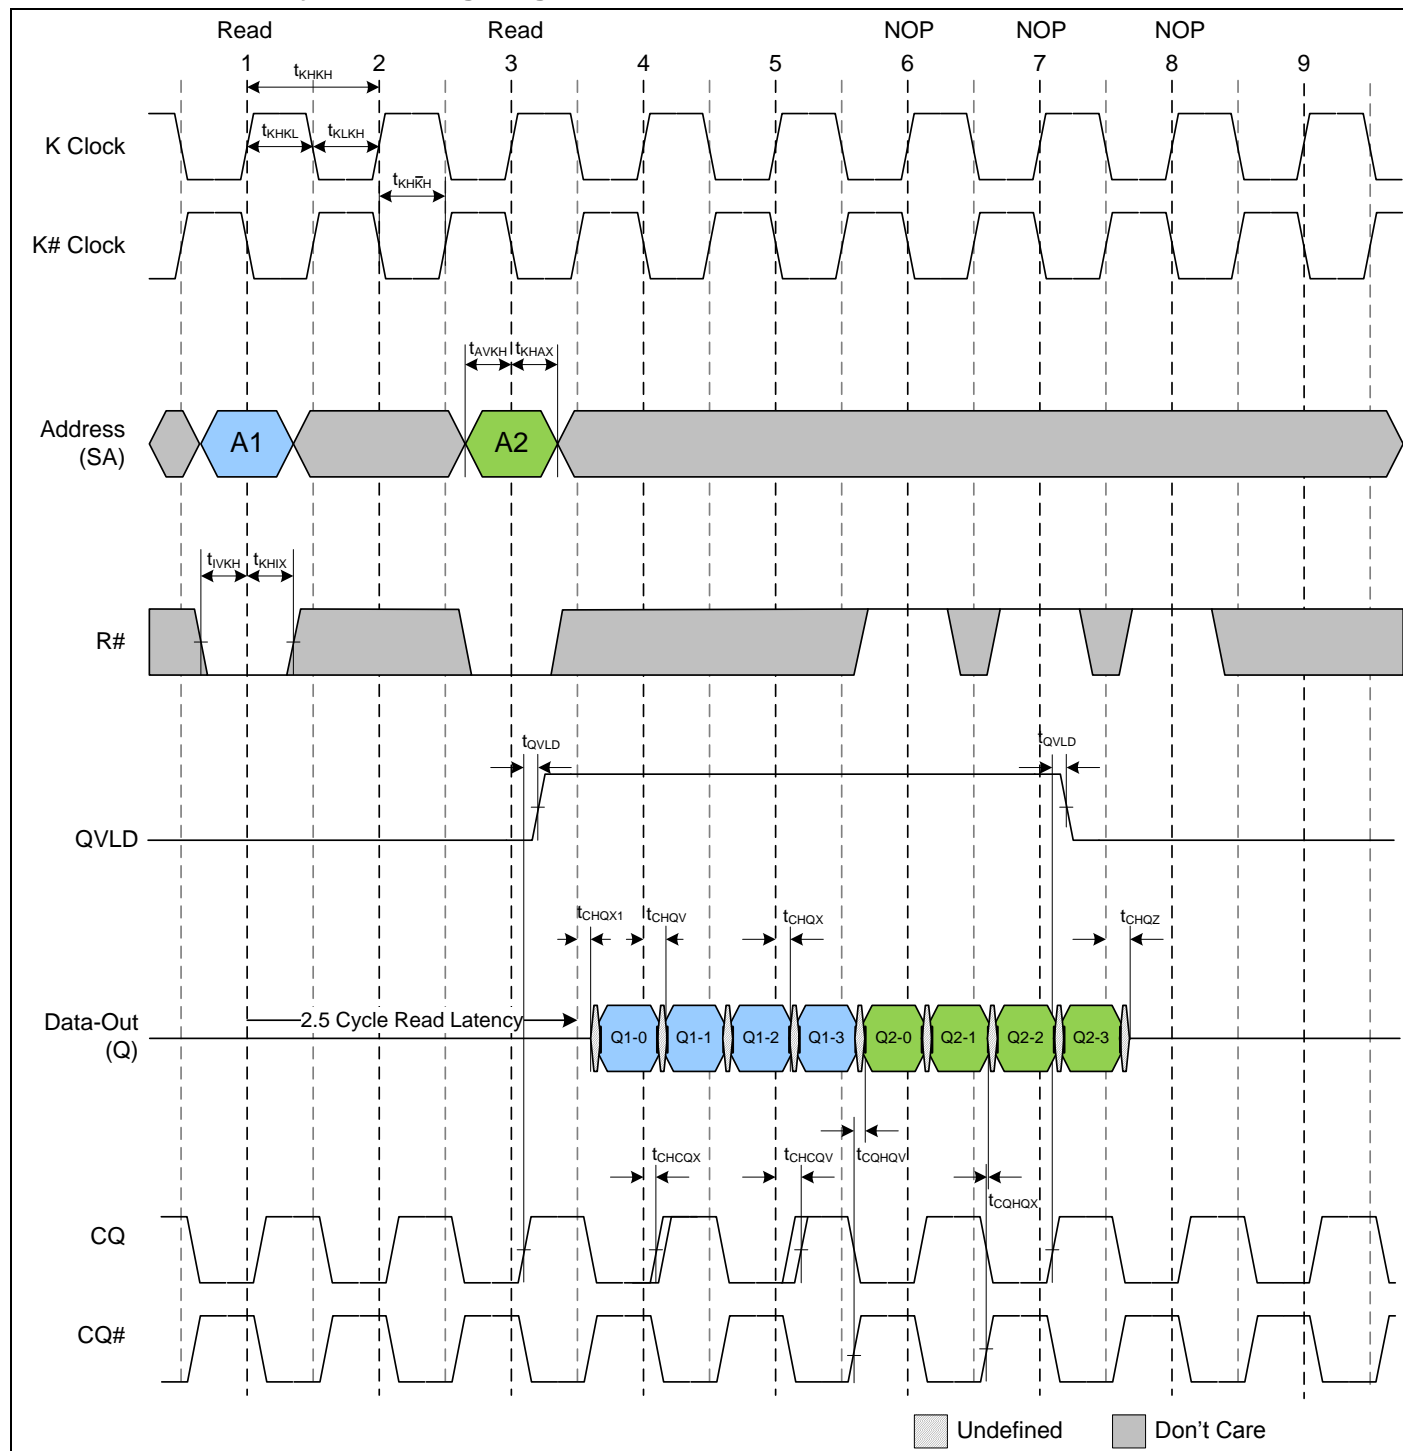 Read Read NOP NOP NOP
1 2 3 4 5 6 7 8 9
tKHKH
K Clock
tKHKL tKLKH
tKHK̅H
K# Clock
tAVKH tKHAX
Address
(SA)
A1 A2
tIVKH tKHIX
R#
tQVLD tQVLD
QVLD
tCHQX1 tCHQV tCHQX tCHQZ
Data-Out
(Q)
2.5 Cycle Read Latency
Q1-0 Q1-1 Q1-2 Q1-3 Q2-0 Q2-1 Q2-2 Q2-3
tCHCQX tCHCQV tCQHQV
tCQHQX
CQ
CQ#
Undefined Don't Care